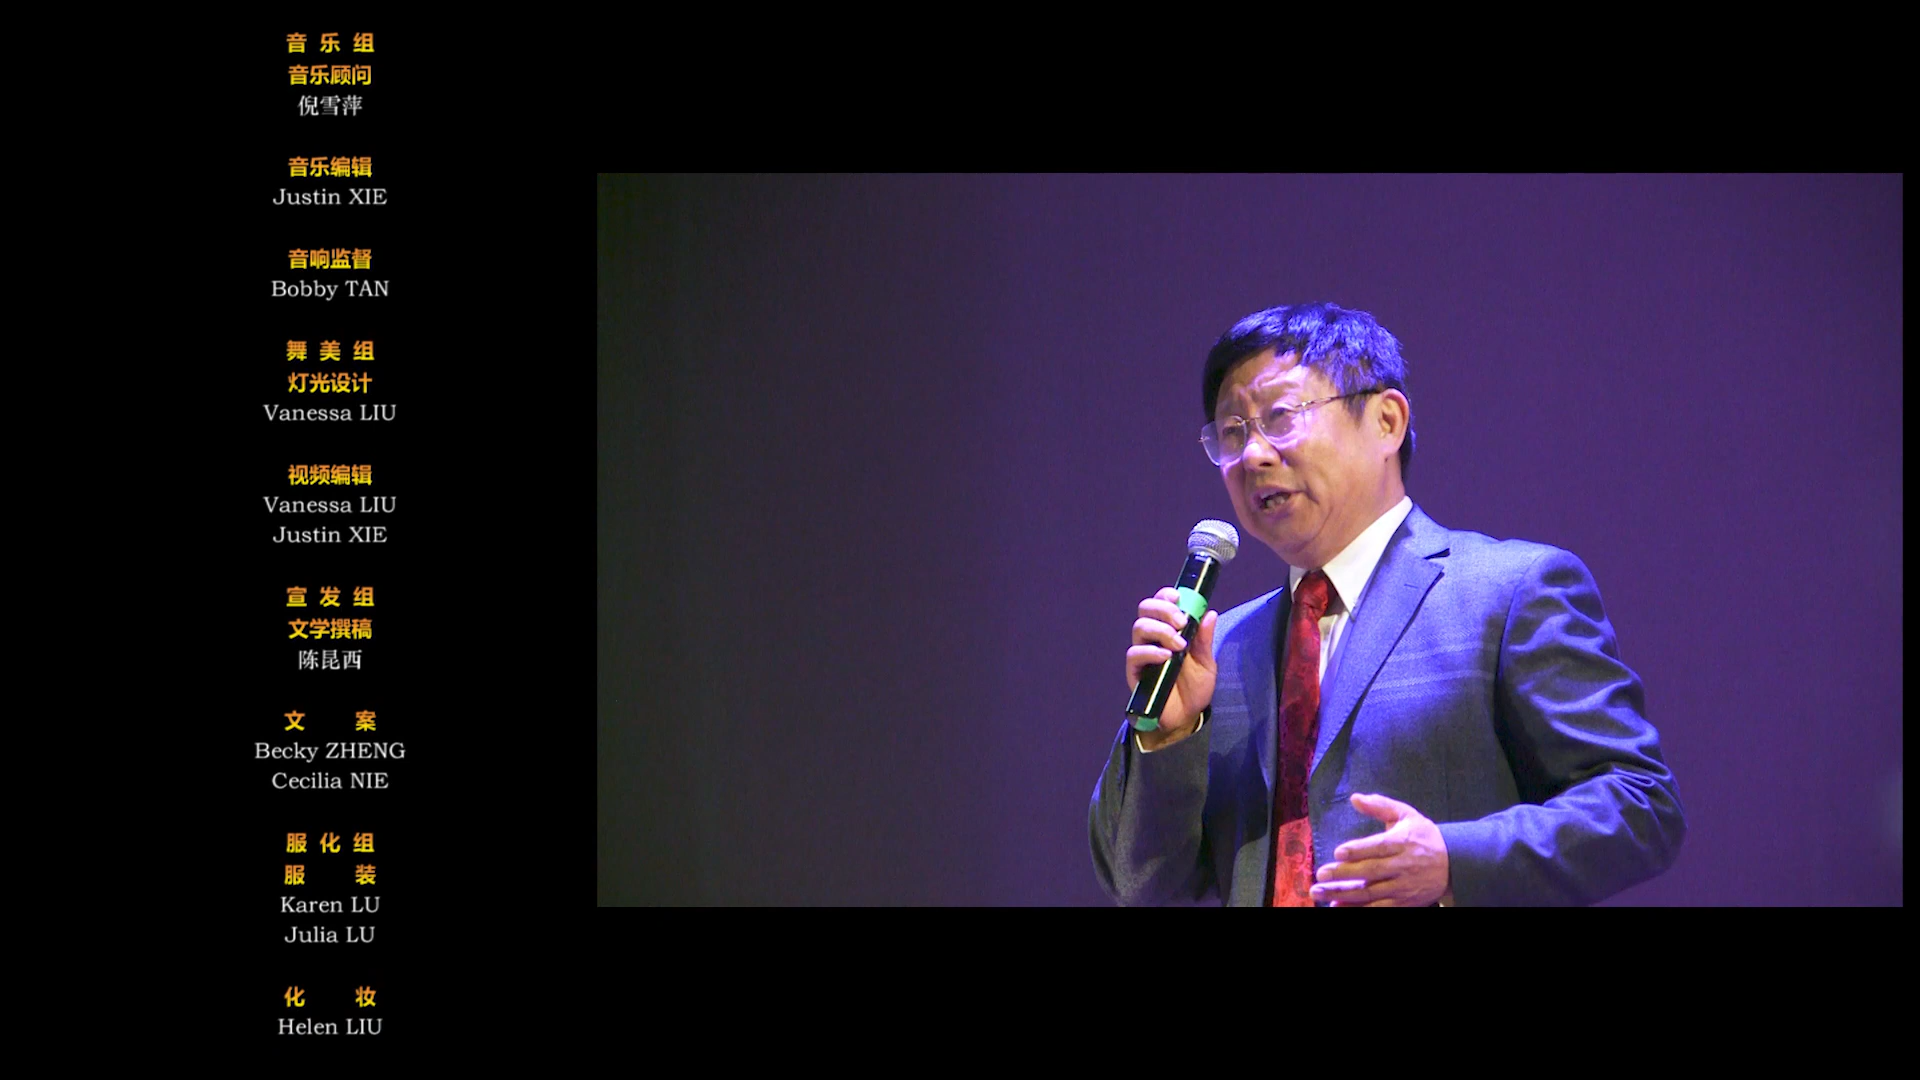 音 乐 组
音乐顾问
倪雪萍
音乐编辑
Justin XIE
音响监督
Bobby TAN
舞 美 组
灯光设计
Vanessa LIU
视频编辑
Vanessa LIU
Justin XIE
宣 发 组
文学撰稿
陈昆西
文 案
Becky ZHENG
Cecilia NIE
服 化 组
服 装
Karen LU
Julia LU
化 妆
Helen LIU